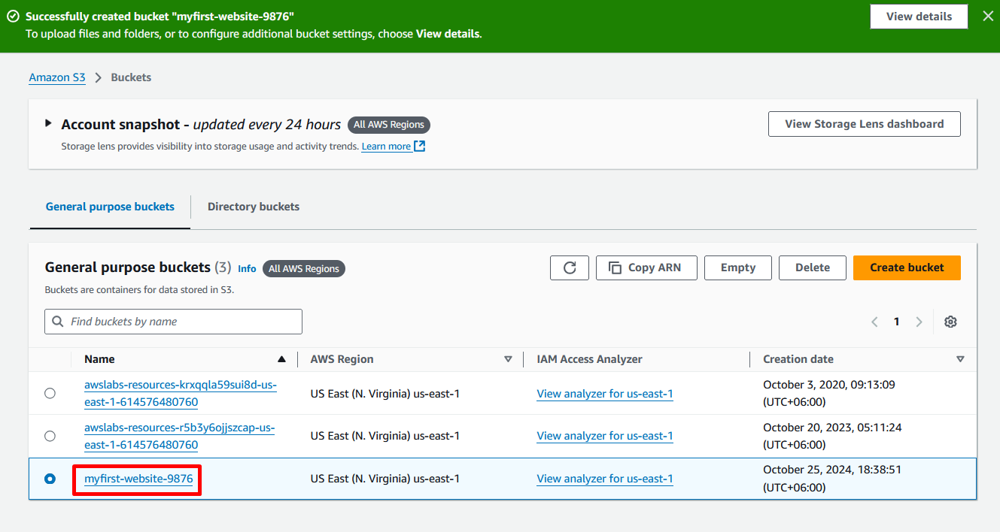 Successfully created bucket "myfirst-website-9876"
View details
To upload files and folders, or to configure additional bucket settings, choose View details.
Amazon S3 > Buckets
Account snapshot - updated every 24 hours All AWS Regions
View Storage Lens dashboard
Storage lens provides visibility into storage usage and activity trends. Learn more
General purpose buckets
Directory buckets
General purpose buckets (3) Info All AWS Regions
Copy ARN
Empty
Delete
Create bucket
Buckets are containers for data stored in S3.
Find buckets by name
1
Name
AWS Region
IAM Access Analyzer
Creation date
awslabs-resources-krxqqla59sui8d-us-
east-1-614576480760
US East (N. Virginia) us-east-1
View analyzer for us-east-1
October 3, 2020, 09:13:09
(UTC+06:00)
awslabs-resources-r5b3y6ojjszcap-us-
east-1-614576480760
US East (N. Virginia) us-east-1
View analyzer for us-east-1
October 20, 2023, 05:11:24
(UTC+06:00)
myfirst-website-9876
US East (N. Virginia) us-east-1
View analyzer for us-east-1
October 25, 2024, 18:38:51
(UTC+06:00)